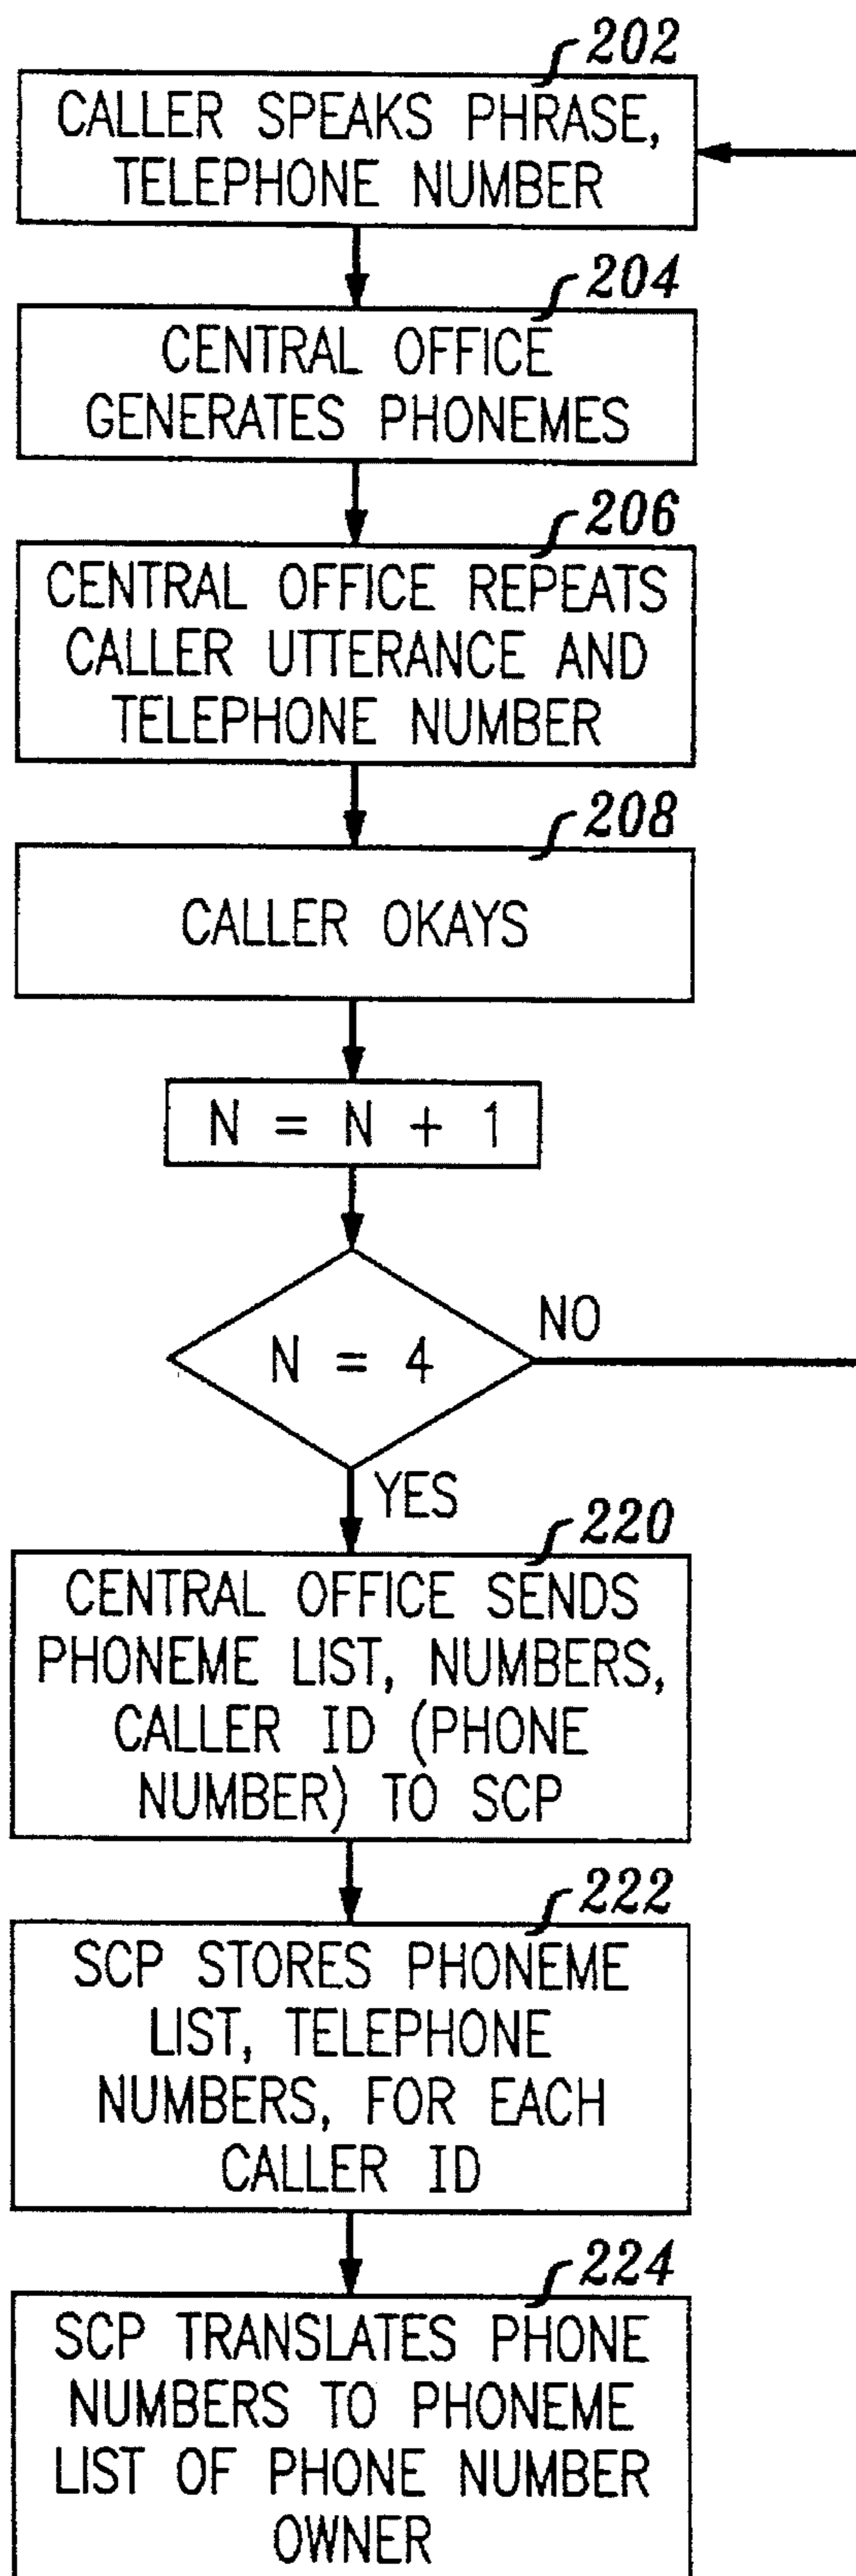 202
CALLER SPEAKS PHRASE,
TELEPHONE NUMBER
204
CENTRAL OFFICE
GENERATES PHONEMES
206
CENTRAL OFFICE REPEATS
CALLER UTTERANCE AND
TELEPHONE NUMBER
208
CALLER OKAYS
N = N + 1
N = 4
NO
YES
220
CENTRAL OFFICE SENDS
PHONEME LIST, NUMBERS,
CALLER ID (PHONE
NUMBER) TO SCP
222
SCP STORES PHONEME
LIST, TELEPHONE
NUMBERS, FOR EACH
CALLER ID
224
SCP TRANSLATES PHONE
NUMBERS TO PHONEME
LIST OF PHONE NUMBER
OWNER